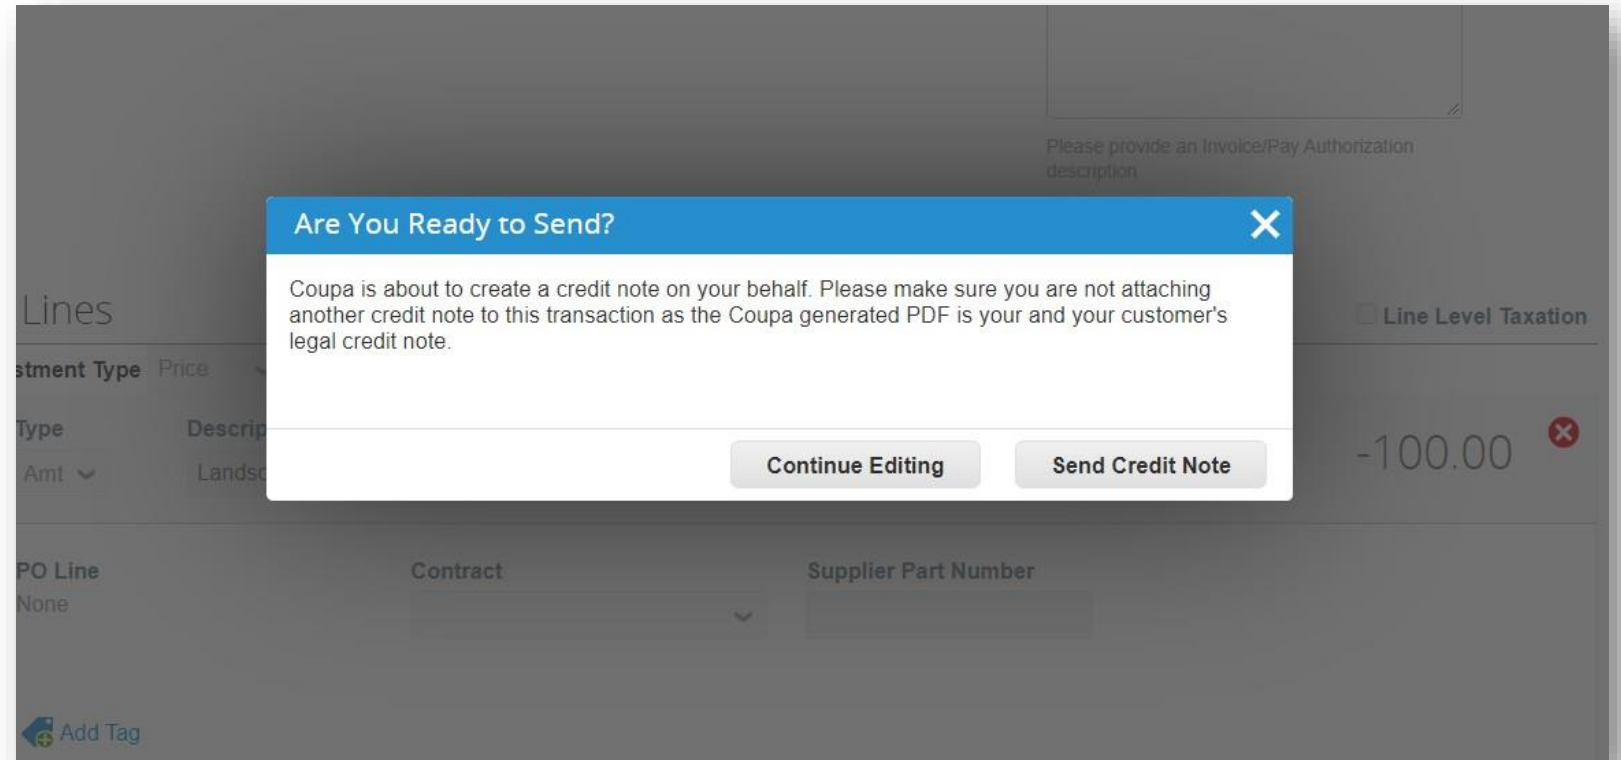 Please provide an Invoice/Pay Authorization
description
Are You Ready to Send?
Coupa is about to create a credit note on your behalf. Please make sure you are not attaching
another credit note to this transaction as the Coupa generated PDF is your and your customer's
legal credit note.
Lines
Line Level Taxation
stment Type Price
Type Descrip
-100.00
Amt Landsc
Continue Editing Send Credit Note
PO Line Contract Supplier Part Number
None
Add Tag